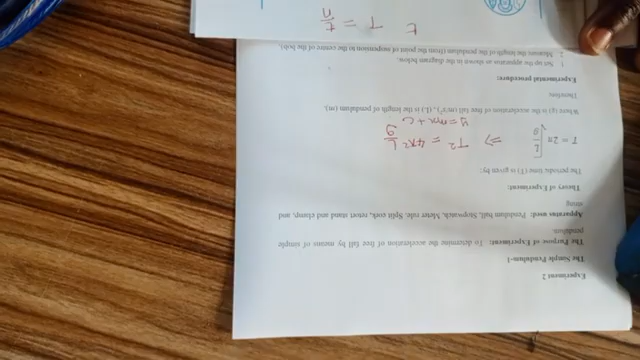 Experiment 2
The Simple Pendulum-1
The Purpose of Experiment: To determine the acceleration of free fall by means of simple
pendulum.
Apparatus used: Pendulum ball, Stopwatch, Meter rule, Split cork, retort stand and clamp, and
string
Theory of Experiment:
The periodic time (T) is given by:
T = 2π √(L/g) ⇒ T² = 4π² L/g
y = mx + c
Where (g) is the acceleration of free fall (m/s²), (L) is the length of pendulum (m).
Therefore,
Experimental procedure:
1. Set up the apparatus as shown in the diagram below:
2. Measure the length of the pendulum (from the point of suspension to the centre of the bob).
t T = t/n